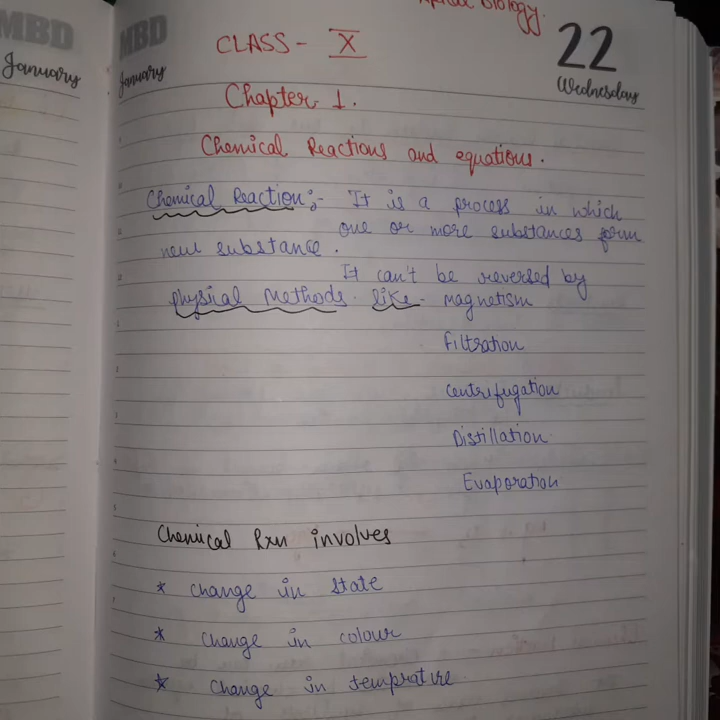 MBD
January
MBD
January
Biology.
22
Wednesday
CLASS - X
Chapter 1.
Chemical Reactions and equations.
Chemical Reaction:- It is a process in which
one or more substances form
new substance.
It can't be reversed by
physical Methods. like - magnetism
Filtration
Centrifugation
Distillation
Evaporation
Chemical Rxn involves
* change in state
* change in colour
* change in temprature.